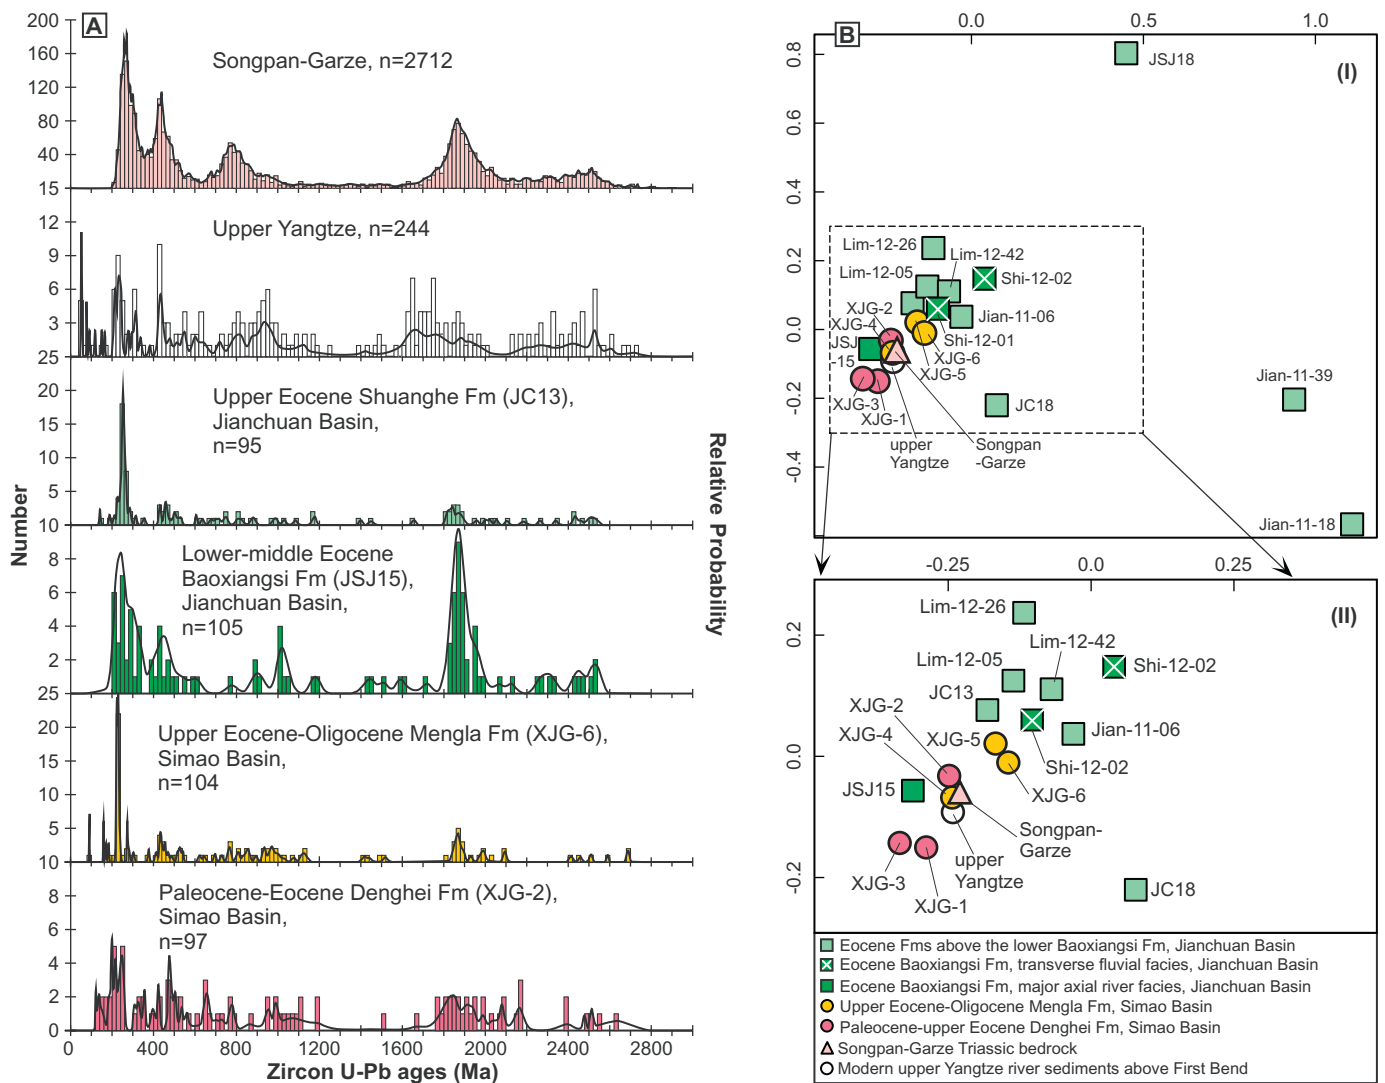 A
200
160
120
80
40
15
Songpan-Garze, n=2712
12
9
6
3
25
Upper Yangtze, n=244
20
15
10
5
10
Upper Eocene Shuanghe Fm (JC13),
Jianchuan Basin,
n=95
8
6
4
2
25
Lower-middle Eocene
Baoxiangsi Fm (JSJ15),
Jianchuan Basin,
n=105
20
15
10
5
10
Upper Eocene-Oligocene Mengla Fm (XJG-6),
Simao Basin,
n=104
8
6
4
2
0
Paleocene-Eocene Denghei Fm (XJG-2),
Simao Basin,
n=97
0 400 800 1200 1600 2000 2400 2800
Zircon U-Pb ages (Ma)
Number
Relative Probability
B
0.0 0.5 1.0
(I)
0.8
0.6
0.4
0.2
0.0
-0.2
-0.4
JSJ18
Lim-12-26
Lim-12-42
Lim-12-05
Shi-12-02
XJG-2
Jian-11-06
XJG-4
Shi-12-01
JSJ
-15
XJG-6
XJG-5
XJG-3
XJG-1
JC18
Jian-11-39
upper
Yangtze
Songpan
-Garze
Jian-11-18
-0.25 0.0 0.25
(II)
0.2
0.0
-0.2
Lim-12-26
Lim-12-42
Lim-12-05
Shi-12-02
JC13
XJG-2
Jian-11-06
XJG-4
XJG-5
Shi-12-02
JSJ15
XJG-6
Songpan-
Garze
upper
Yangtze
XJG-3
XJG-1
JC18
Eocene Fms above the lower Baoxiangsi Fm, Jianchuan Basin
Eocene Baoxiangsi Fm, transverse fluvial facies, Jianchuan Basin
Eocene Baoxiangsi Fm, major axial river facies, Jianchuan Basin
Upper Eocene-Oligocene Mengla Fm, Simao Basin
Paleocene-upper Eocene Denghei Fm, Simao Basin
Songpan-Garze Triassic bedrock
Modern upper Yangtze river sediments above First Bend